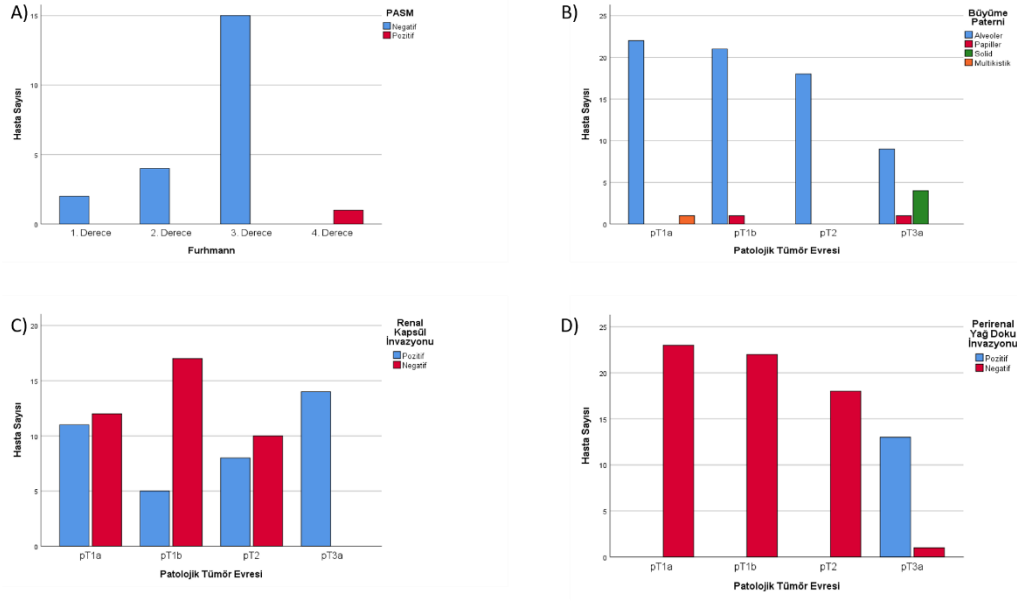 A)
PASM
Negatif
Pozitif
Hasta Sayısı
15
10
5
0
1. Derece 2. Derece 3. Derece 4. Derece
Furhmann
B)
Büyüme
Paterni
Alveoler
Papiller
Solid
Multikistik
Hasta Sayısı
25
20
15
10
5
0
pT1a pT1b pT2 pT3a
Patolojik Tümör Evresi
C)
Renal
Kapsül
İnvazyonu
Pozitif
Negatif
Hasta Sayısı
20
15
10
5
0
pT1a pT1b pT2 pT3a
Patolojik Tümör Evresi
D)
Perirenal
Yağ Doku
İnvazyonu
Pozitif
Negatif
Hasta Sayısı
25
20
15
10
5
0
pT1a pT1b pT2 pT3a
Patolojik Tümör Evresi